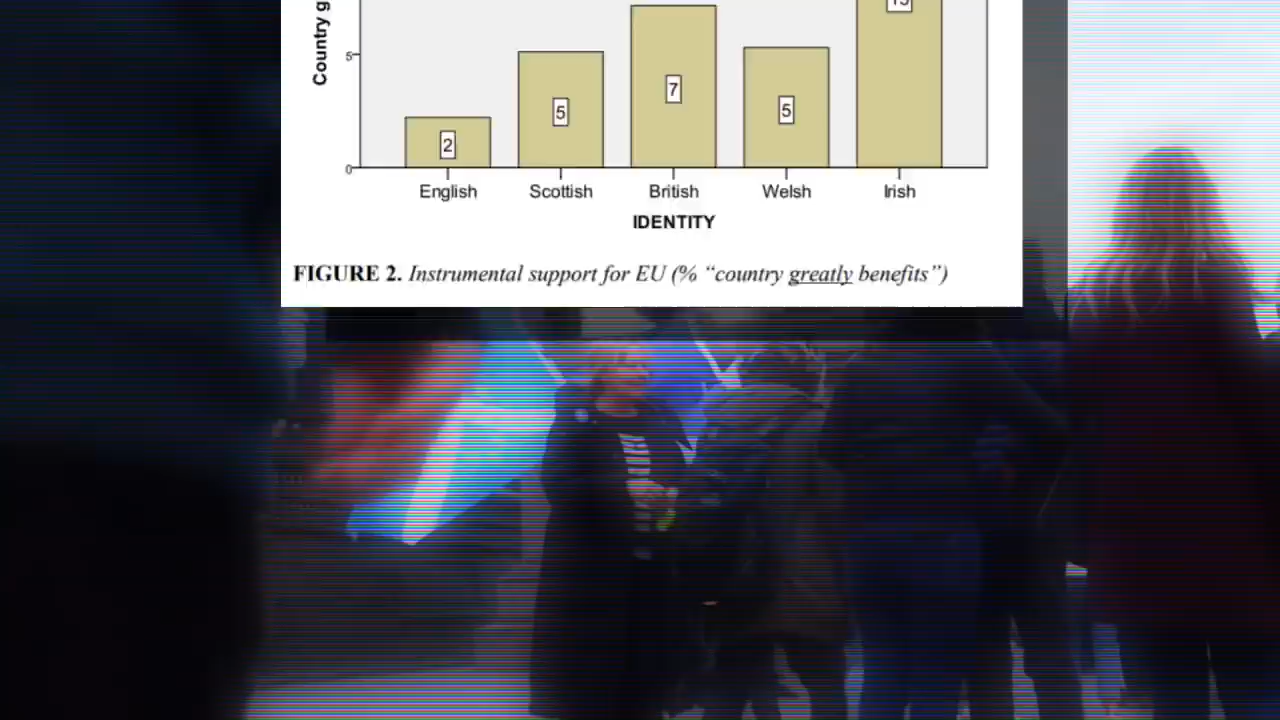 Country g
5
0
2
5
7
5
English
Scottish
British
Welsh
Irish
IDENTITY
FIGURE 2. Instrumental support for EU (% “country greatly benefits”)